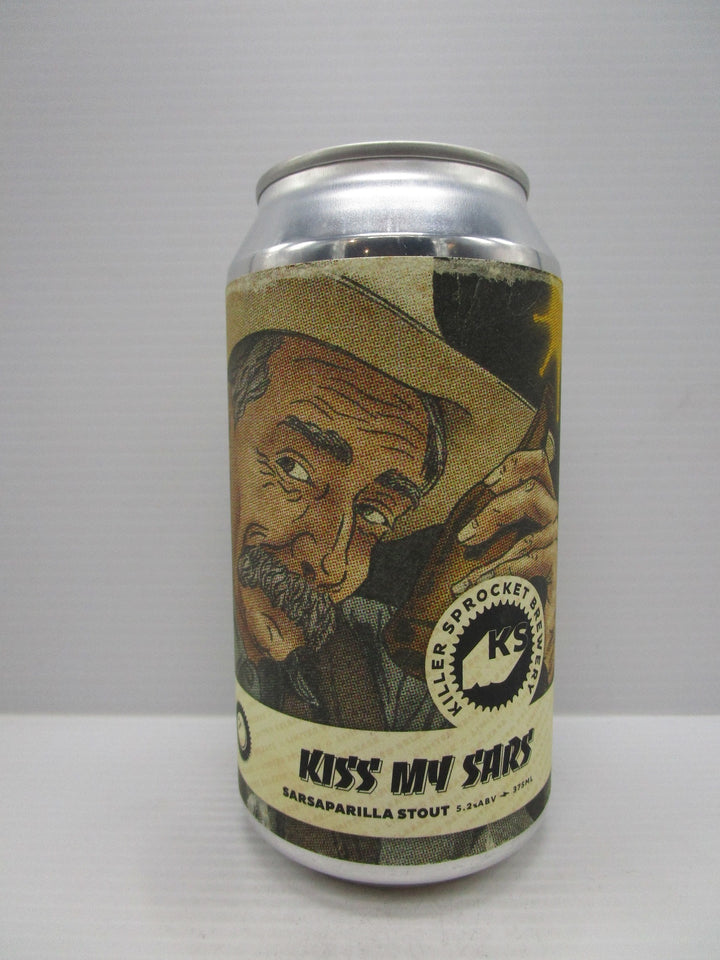 KILLER SPROCKET BREWERY
KS
KISS MY SARS
SARSAPARILLA STOUT 5.2%ABV 375ML